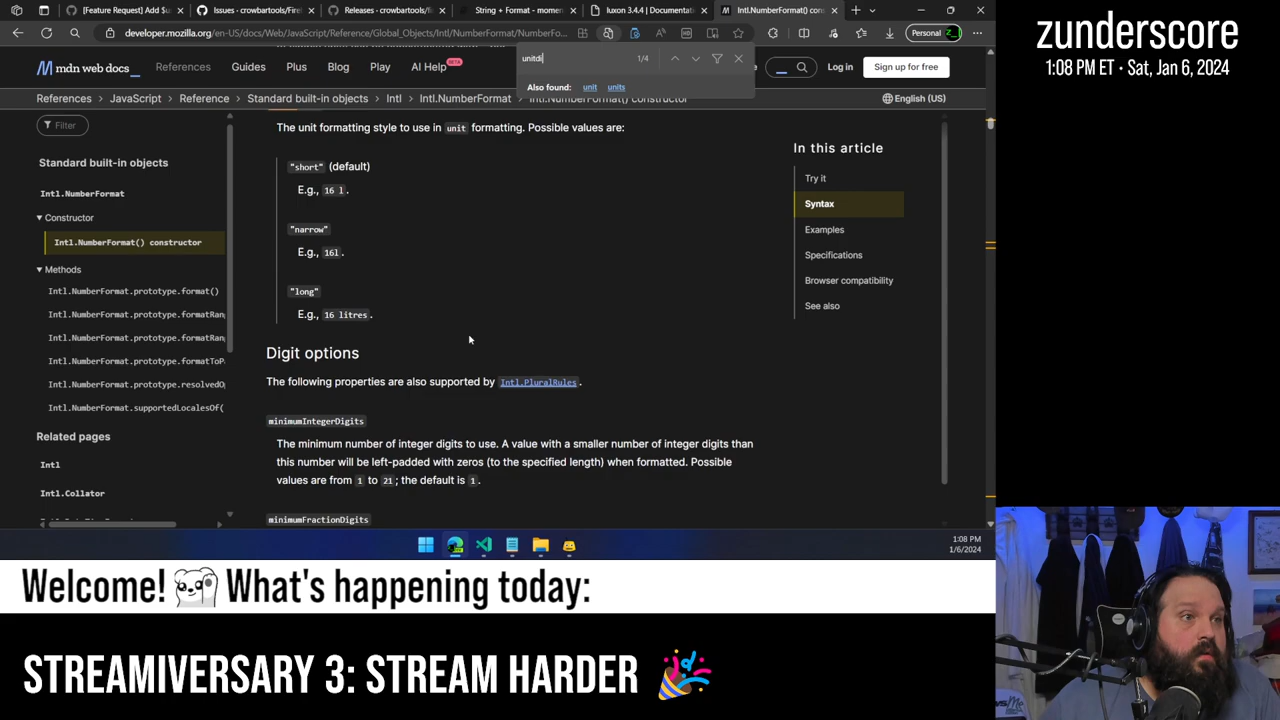 [Feature Request] Add $u
Issues - crowbartools/Fire
Releases - crowbartools/fi
String + Format - momen
luxon 3.4.4 | Documentati
Intl.NumberFormat() con
https://developer.mozilla.org/en-US/docs/Web/JavaScript/Reference/Global_Objects/Intl/NumberFormat/NumberFo...
Personal
unitd
1/4
Also found: unit units
mdn web docs_
References
Guides
Plus
Blog
Play
AI Help BETA
Log in
Sign up for free
References
JavaScript
Reference
Standard built-in objects
Intl
Intl.NumberFormat
Intl.NumberFormat() constructor
English (US)
Filter
Standard built-in objects
Intl.NumberFormat
Constructor
Intl.NumberFormat() constructor
Methods
Intl.NumberFormat.prototype.format()
Intl.NumberFormat.prototype.formatRan
Intl.NumberFormat.prototype.formatRan
Intl.NumberFormat.prototype.formatToP
Intl.NumberFormat.prototype.resolvedO
Intl.NumberFormat.supportedLocalesOf(
Related pages
Intl
Intl.Collator
The unit formatting style to use in unit formatting. Possible values are:
"short" (default)
E.g., 16 l.
"narrow"
E.g., 16l.
"long"
E.g., 16 litres.
Digit options
The following properties are also supported by Intl.PluralRules.
minimumIntegerDigits
The minimum number of integer digits to use. A value with a smaller number of integer digits than
this number will be left-padded with zeros (to the specified length) when formatted. Possible
values are from 1 to 21; the default is 1.
minimumFractionDigits
In this article
Try it
Syntax
Examples
Specifications
Browser compatibility
See also
1:08 PM
1/6/2024
zunderscore
1:08 PM ET • Sat, Jan 6, 2024
Welcome! What's happening today:
STREAMIVERSARY 3: STREAM HARDER